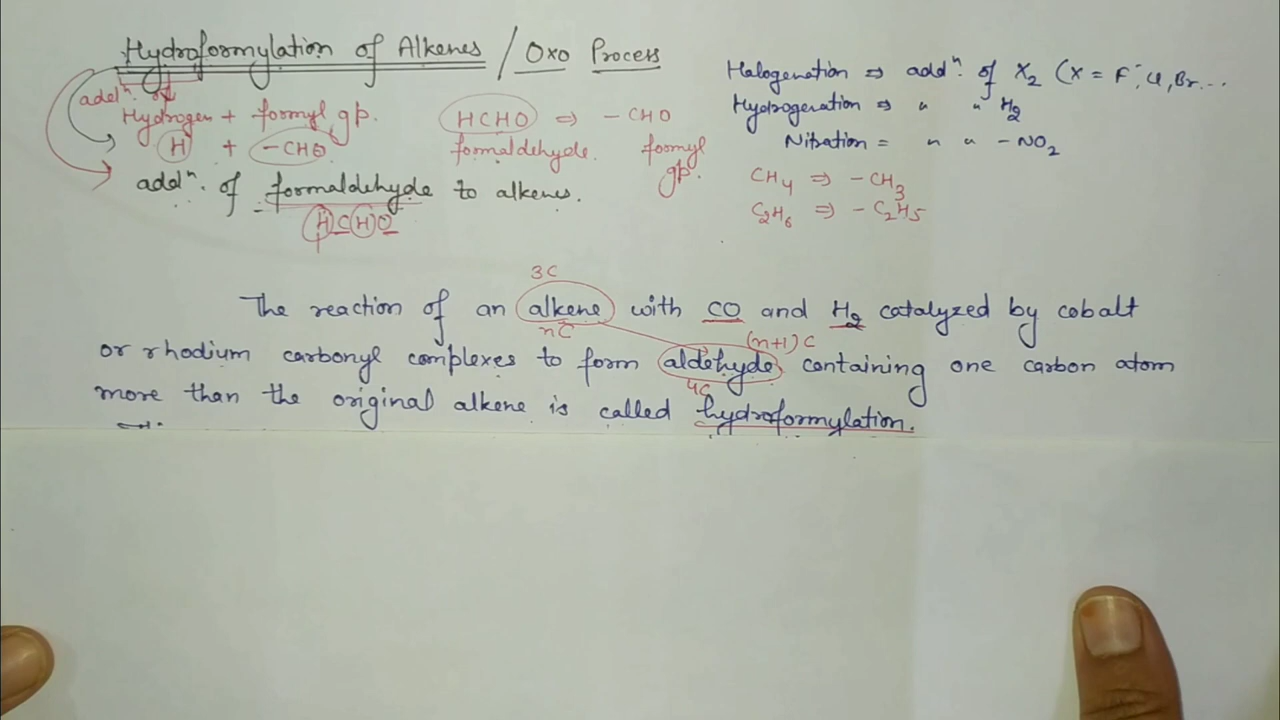 Hydroformylation of Alkenes / Oxo Process
addn. of
Hydrogen + formyl gp.
H + -CHO
HCHO ⇒ -CHO
formaldehyde. formyl gp.
addn. of formaldehyde to alkenes.
HCHO
Halogenation ⇒ addn. of X2 (X = F, Cl, Br...
Hydrogenation ⇒ " " H2
Nitration = " " -NO2
CH4 ⇒ -CH3
C2H6 ⇒ -C2H5
3C
The reaction of an alkene with CO and H2 catalyzed by cobalt
nC (n+1)C
or rhodium carbonyl complexes to form aldehyde containing one carbon atom
4C
more than the original alkene is called hydroformylation.